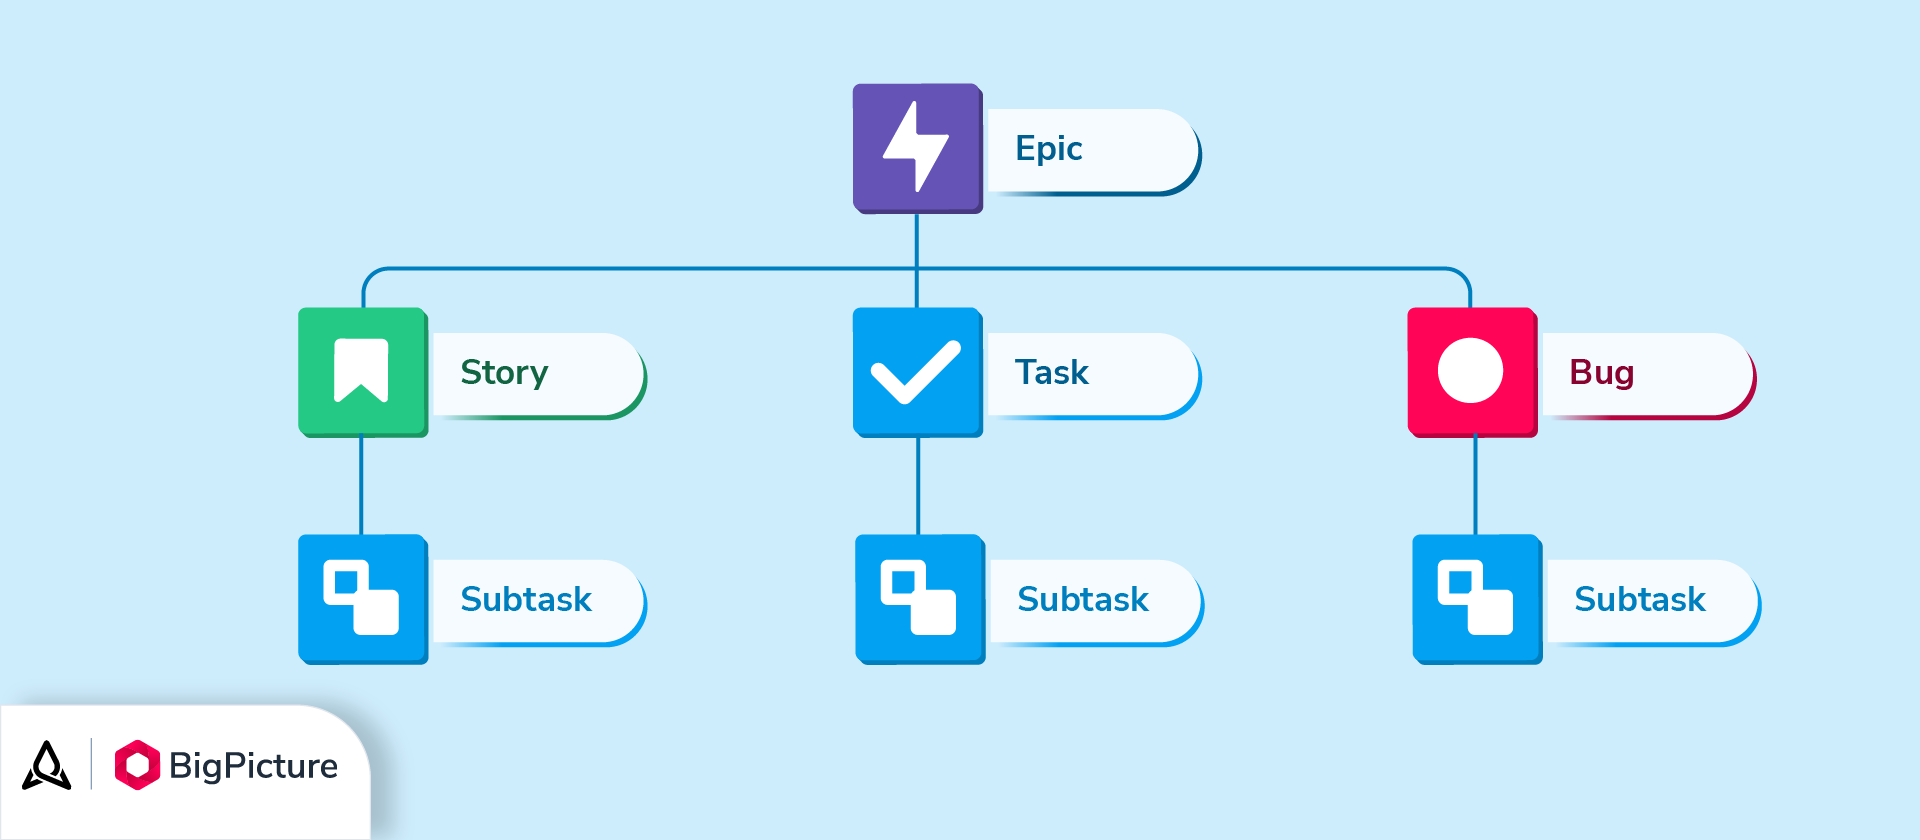 Epic
Story
Task
Bug
Subtask
Subtask
Subtask
BigPicture